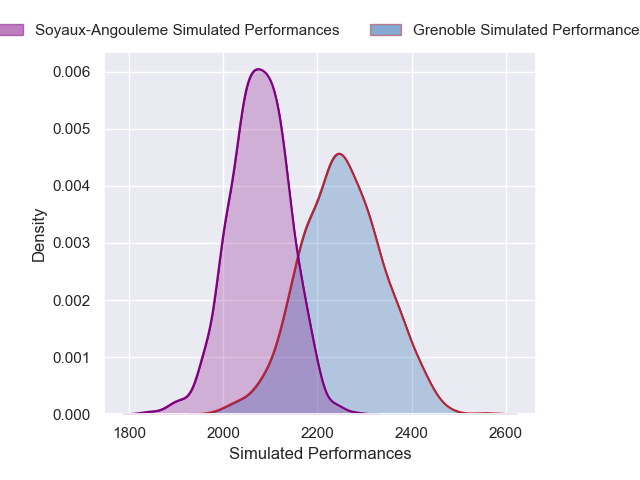 Soyaux-Angouleme Simulated Performances Grenoble Simulated Performance
0.006
0.005
0.004
0.003
0.002
0.001
0.000
Density
1800 2000 2200 2400 2600
Simulated Performances